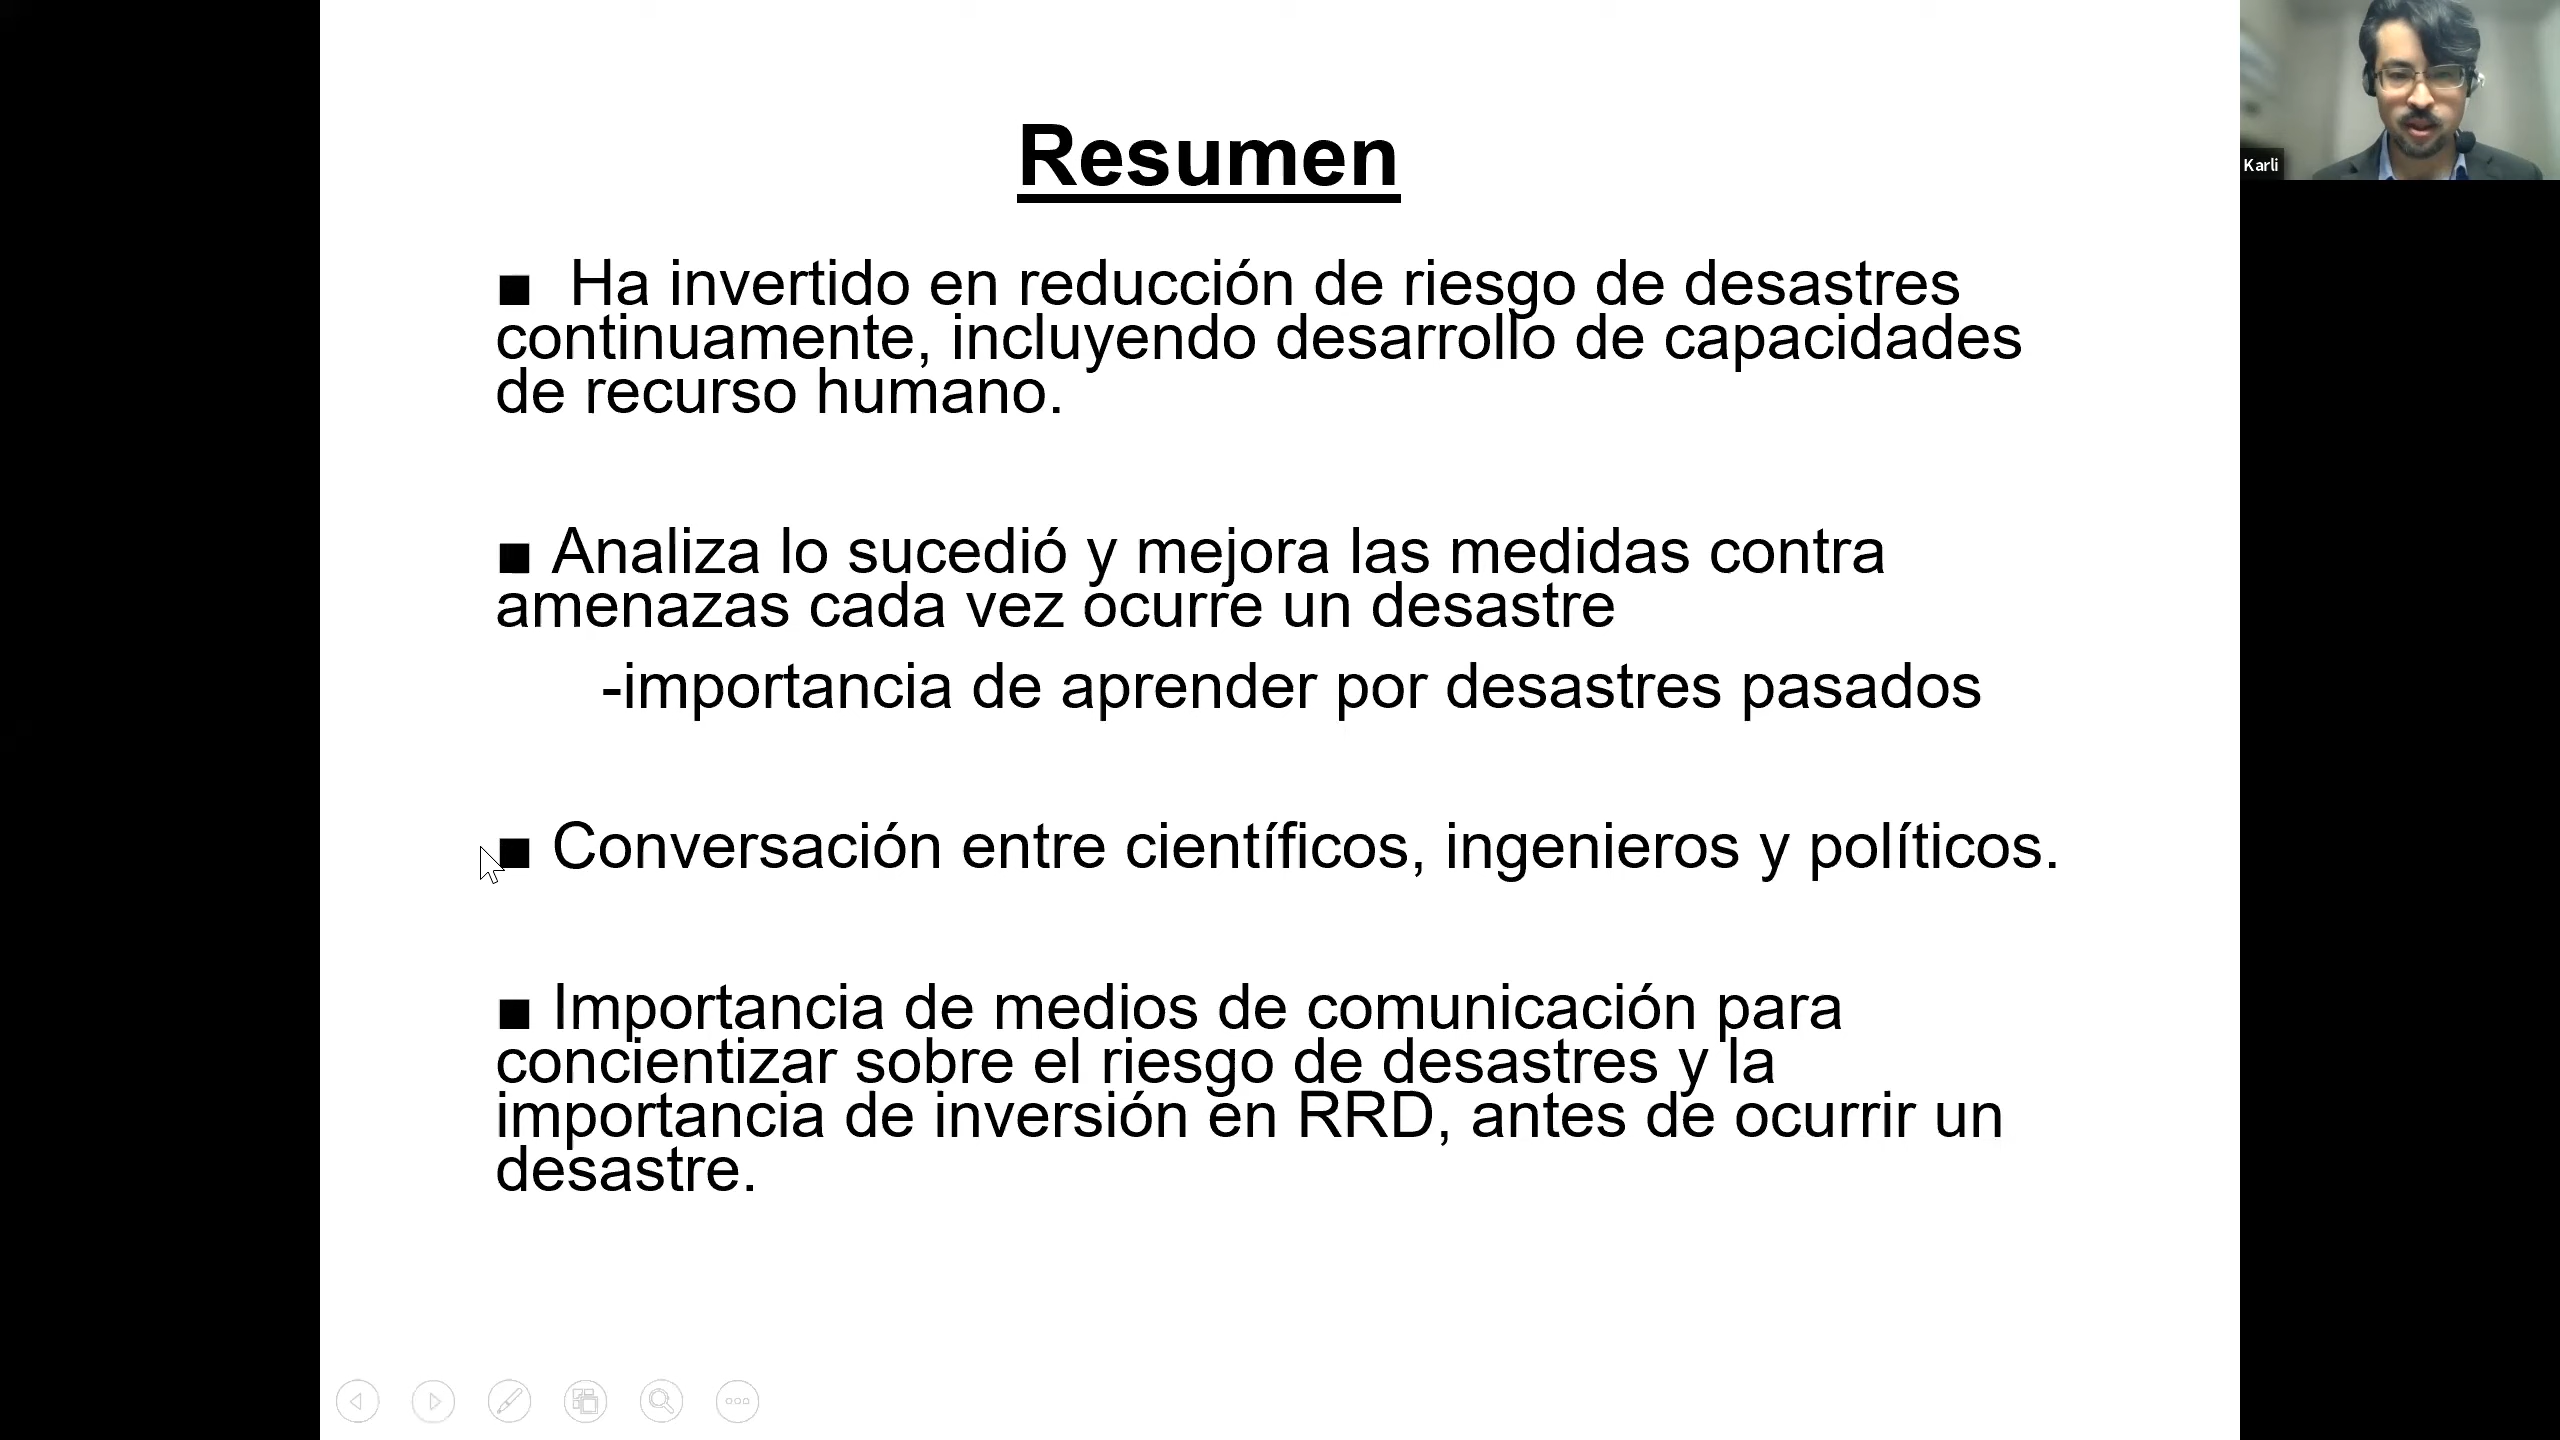 Karli
Resumen
■ Ha invertido en reducción de riesgo de desastres
continuamente, incluyendo desarrollo de capacidades
de recurso humano.
■ Analiza lo sucedió y mejora las medidas contra
amenazas cada vez ocurre un desastre
-importancia de aprender por desastres pasados
■ Conversación entre científicos, ingenieros y políticos.
■ Importancia de medios de comunicación para
concientizar sobre el riesgo de desastres y la
importancia de inversión en RRD, antes de ocurrir un
desastre.